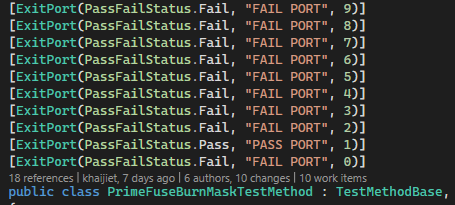 [ExitPort(PassFailStatus.Fail, "FAIL PORT", 9)]
[ExitPort(PassFailStatus.Fail, "FAIL PORT", 8)]
[ExitPort(PassFailStatus.Fail, "FAIL PORT", 7)]
[ExitPort(PassFailStatus.Fail, "FAIL PORT", 6)]
[ExitPort(PassFailStatus.Fail, "FAIL PORT", 5)]
[ExitPort(PassFailStatus.Fail, "FAIL PORT", 4)]
[ExitPort(PassFailStatus.Fail, "FAIL PORT", 3)]
[ExitPort(PassFailStatus.Fail, "FAIL PORT", 2)]
[ExitPort(PassFailStatus.Pass, "PASS PORT", 1)]
[ExitPort(PassFailStatus.Fail, "FAIL PORT", 0)]
18 references | khaijiet, 7 days ago | 6 authors, 10 changes | 10 work items
public class PrimeFuseBurnMaskTestMethod : TestMethodBase,